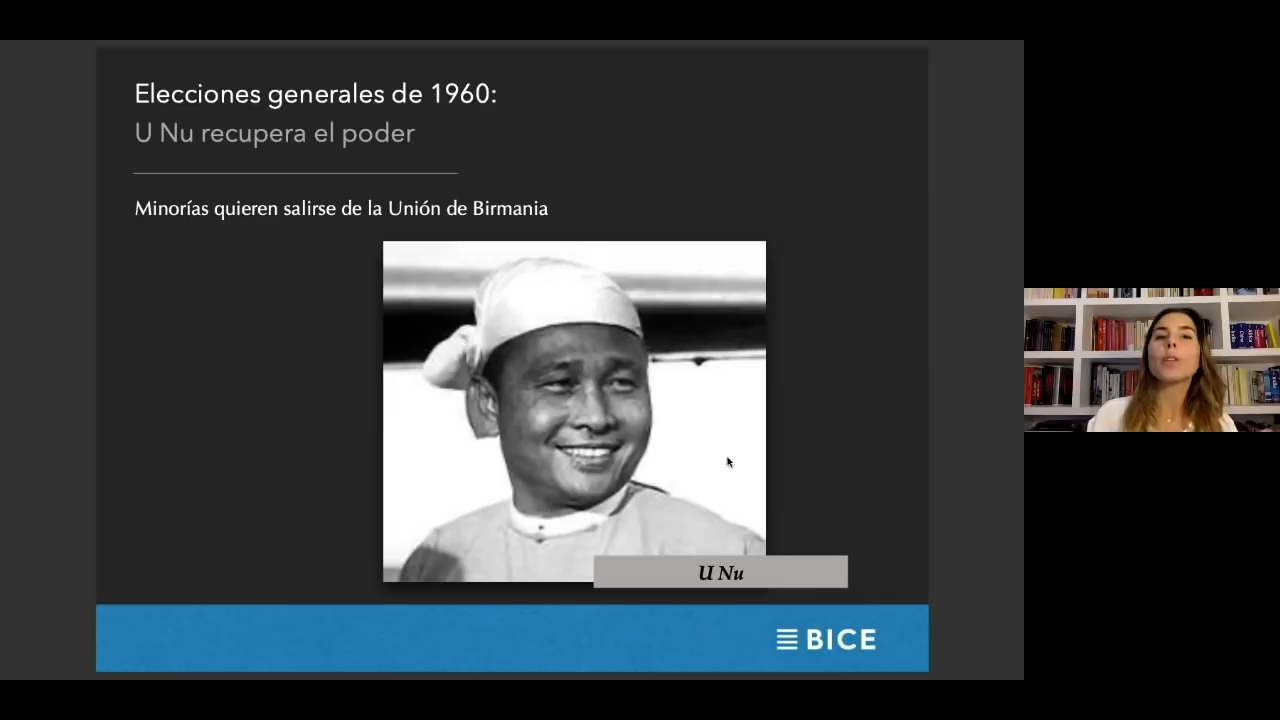 Elecciones generales de 1960:
U Nu recupera el poder
Minorías quieren salirse de la Unión de Birmania
U Nu
BICE